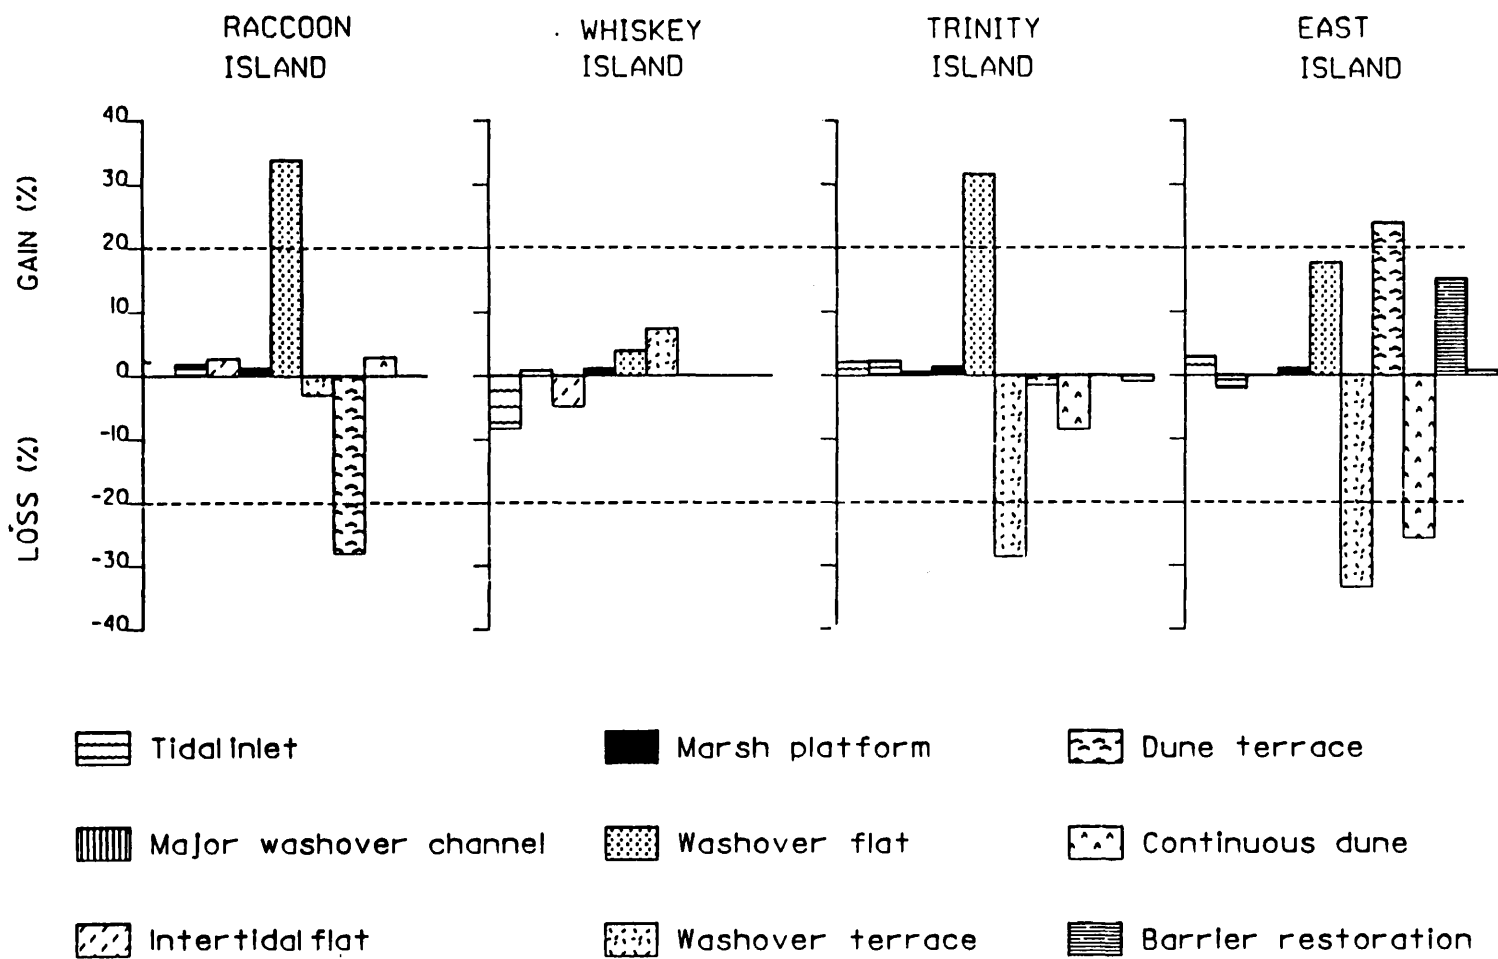 RACCOON ISLAND
WHISKEY ISLAND
TRINITY ISLAND
EAST ISLAND
GAIN (%)
LOSS (%)
40
30
20
10
0
-10
-20
-30
-40
Tidal inlet
Marsh platform
Dune terrace
Major washover channel
Washover flat
Continuous dune
Intertidal flat
Washover terrace
Barrier restoration